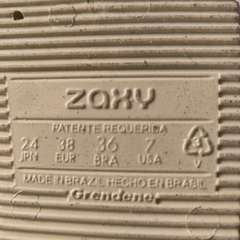 zaxy
PATENTE REQUERIDA
24 38 36 7
JPN EUR BRA USA V
MADE IN BRAZIL HECHO EN BRASIL
Grendene